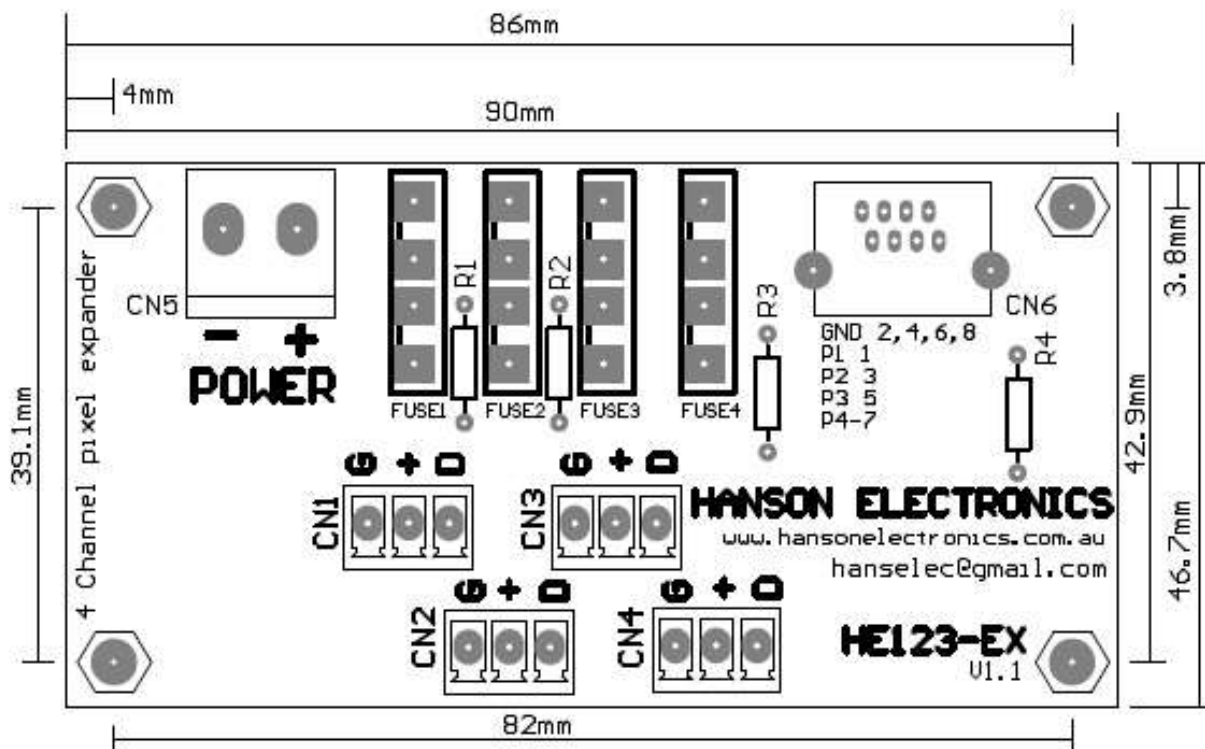 86mm
4mm
90mm
3.8mm
39.1mm
42.9mm
46.7mm
82mm
4 Channel pixel expander
CN5
- +
POWER
FUSE1
R1
FUSE2
R2
FUSE3
FUSE4
R3
CN6
GND 2,4,6,8
P1 1
P2 3
P3 5
P4-7
R4
G + D
CN1
G + D
CN3
HANSON ELECTRONICS
www.hansonelectronics.com.au
hanselec@gmail.com
G + D
CN2
G + D
CN4
HE123-EX
V1.1